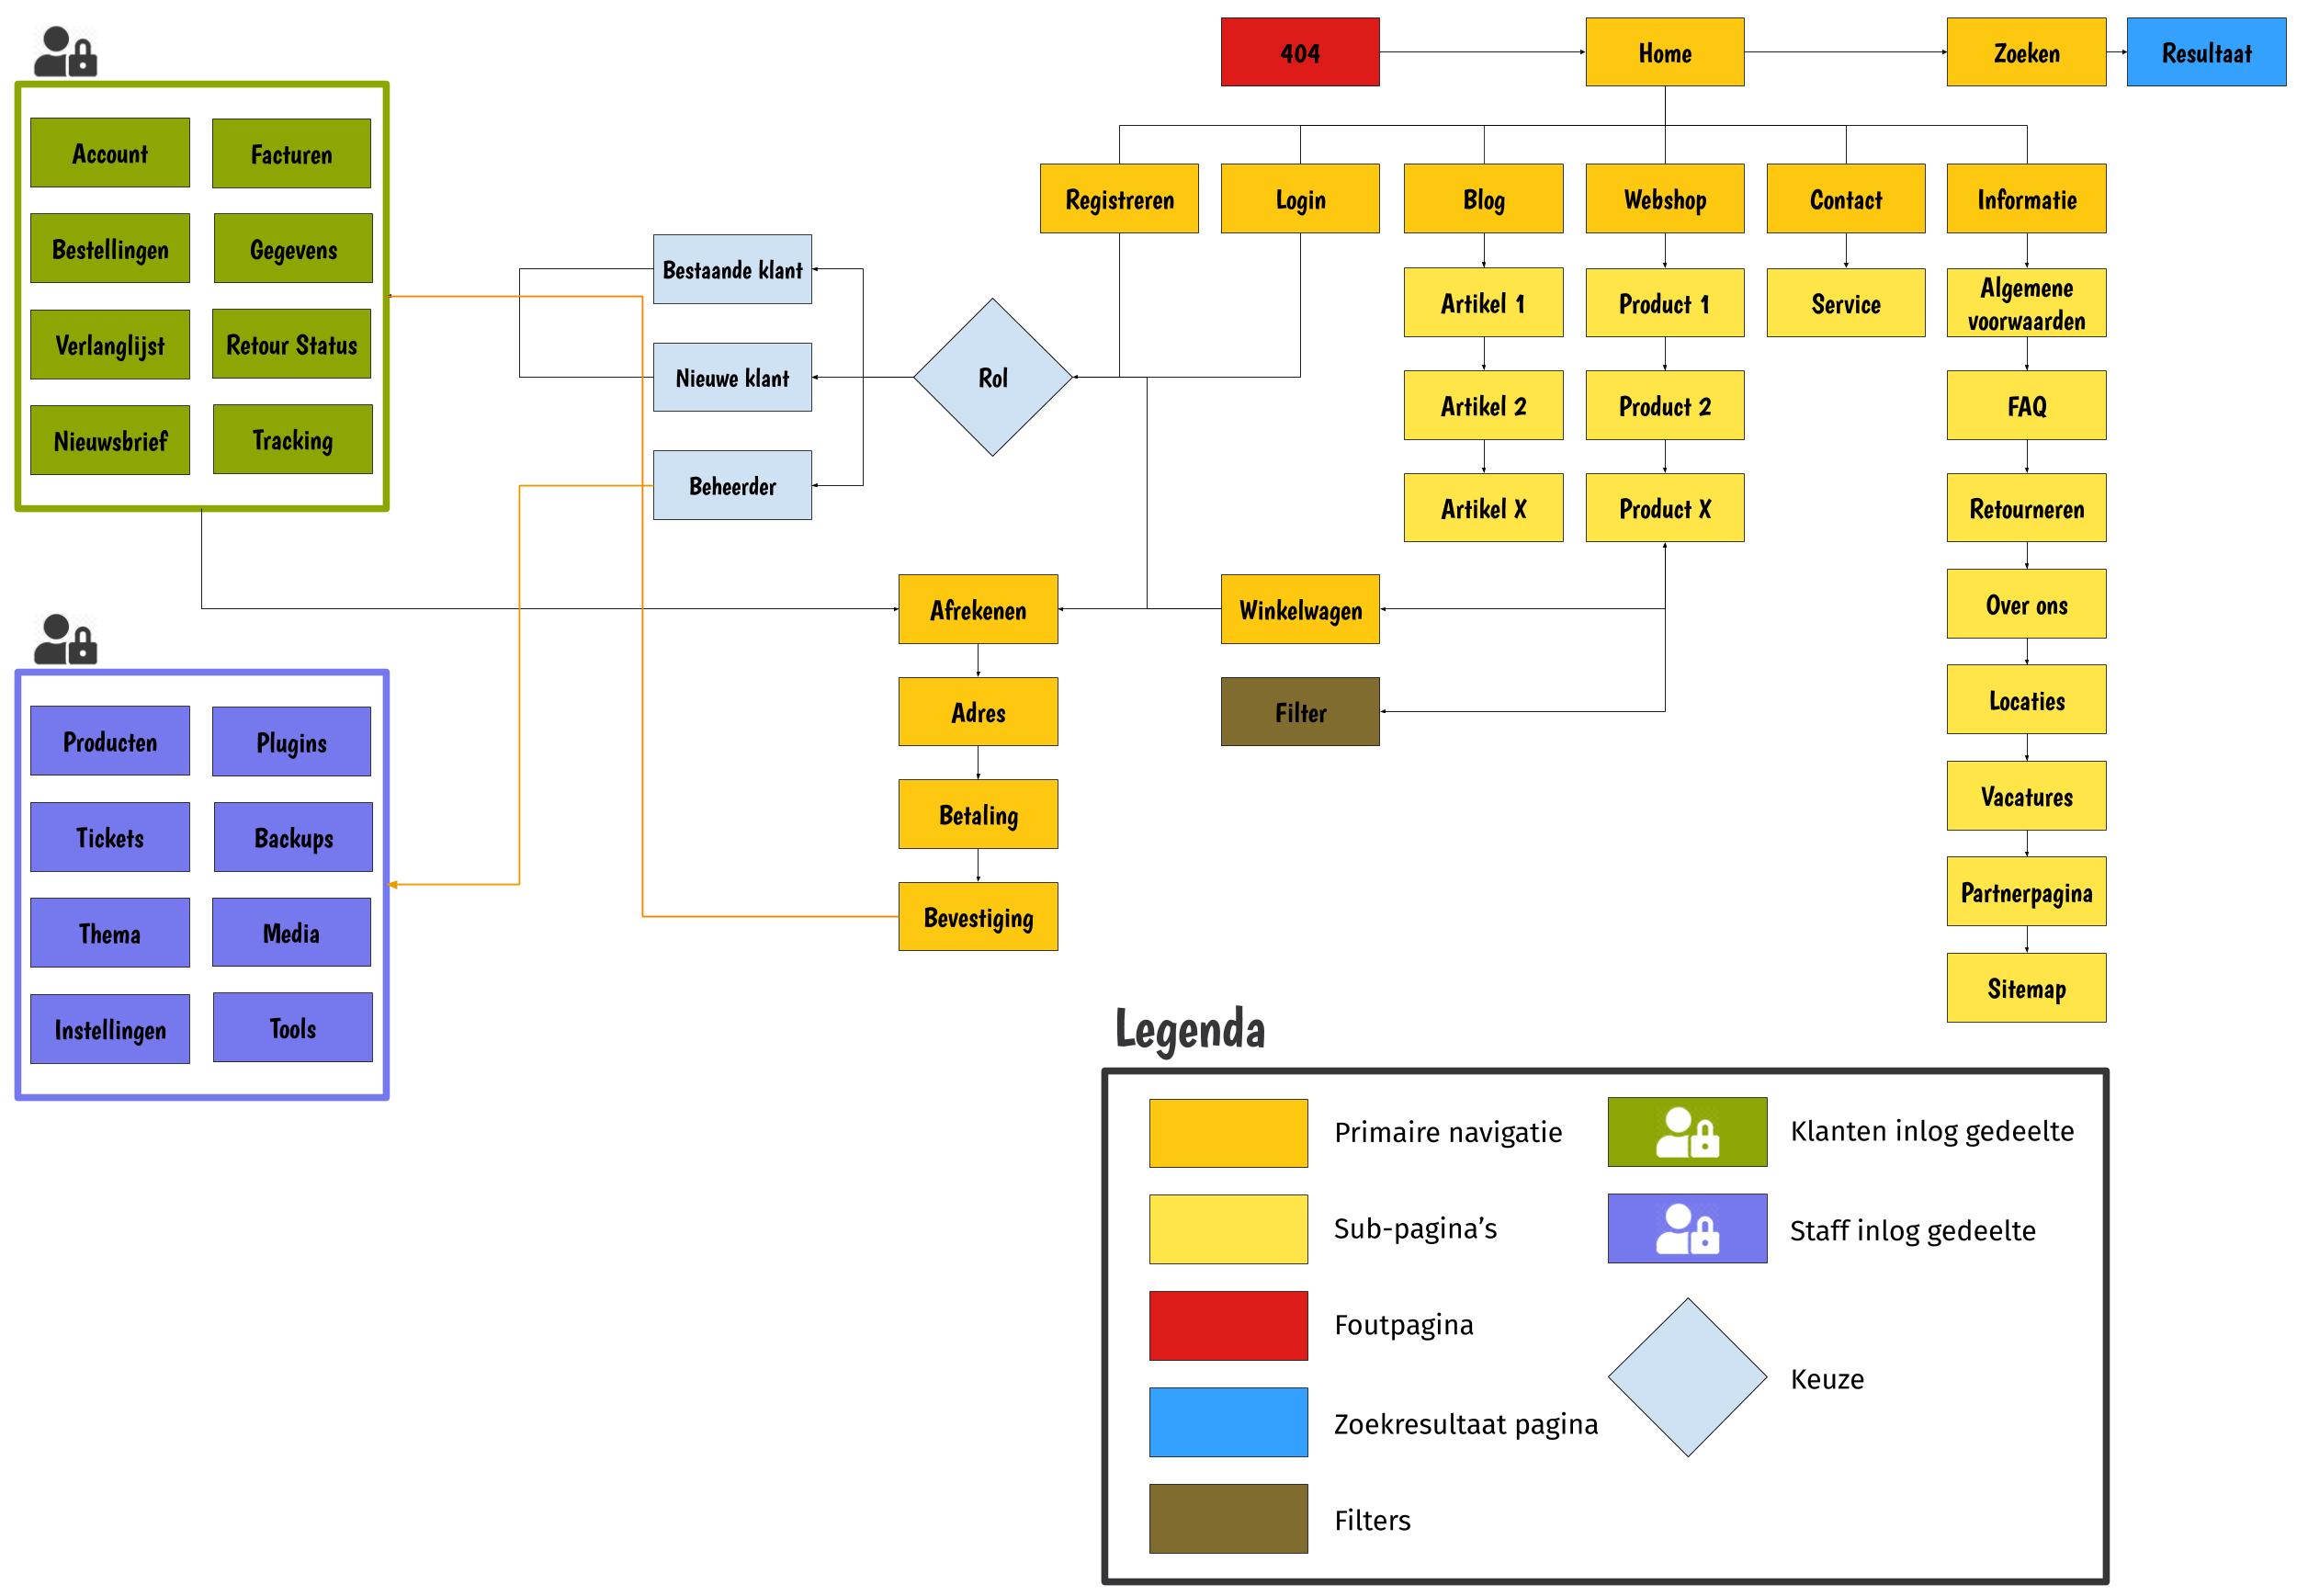 404
Home
Zoeken
Resultaat
Account
Facturen
Bestellingen
Gegevens
Verlanglijst
Retour Status
Nieuwsbrief
Tracking
Registreren
Login
Blog
Webshop
Contact
Informatie
Bestaande klant
Nieuwe klant
Beheerder
Rol
Artikel 1
Product 1
Service
Algemene
voorwaarden
Artikel 2
Product 2
FAQ
Artikel X
Product X
Retourneren
Afrekenen
Winkelwagen
Over ons
Adres
Filter
Locaties
Betaling
Vacatures
Bevestiging
Partnerpagina
Sitemap
Producten
Plugins
Tickets
Backups
Thema
Media
Instellingen
Tools
Legenda
Primaire navigatie
Klanten inlog gedeelte
Sub-pagina’s
Staff inlog gedeelte
Foutpagina
Keuze
Zoekresultaat pagina
Filters